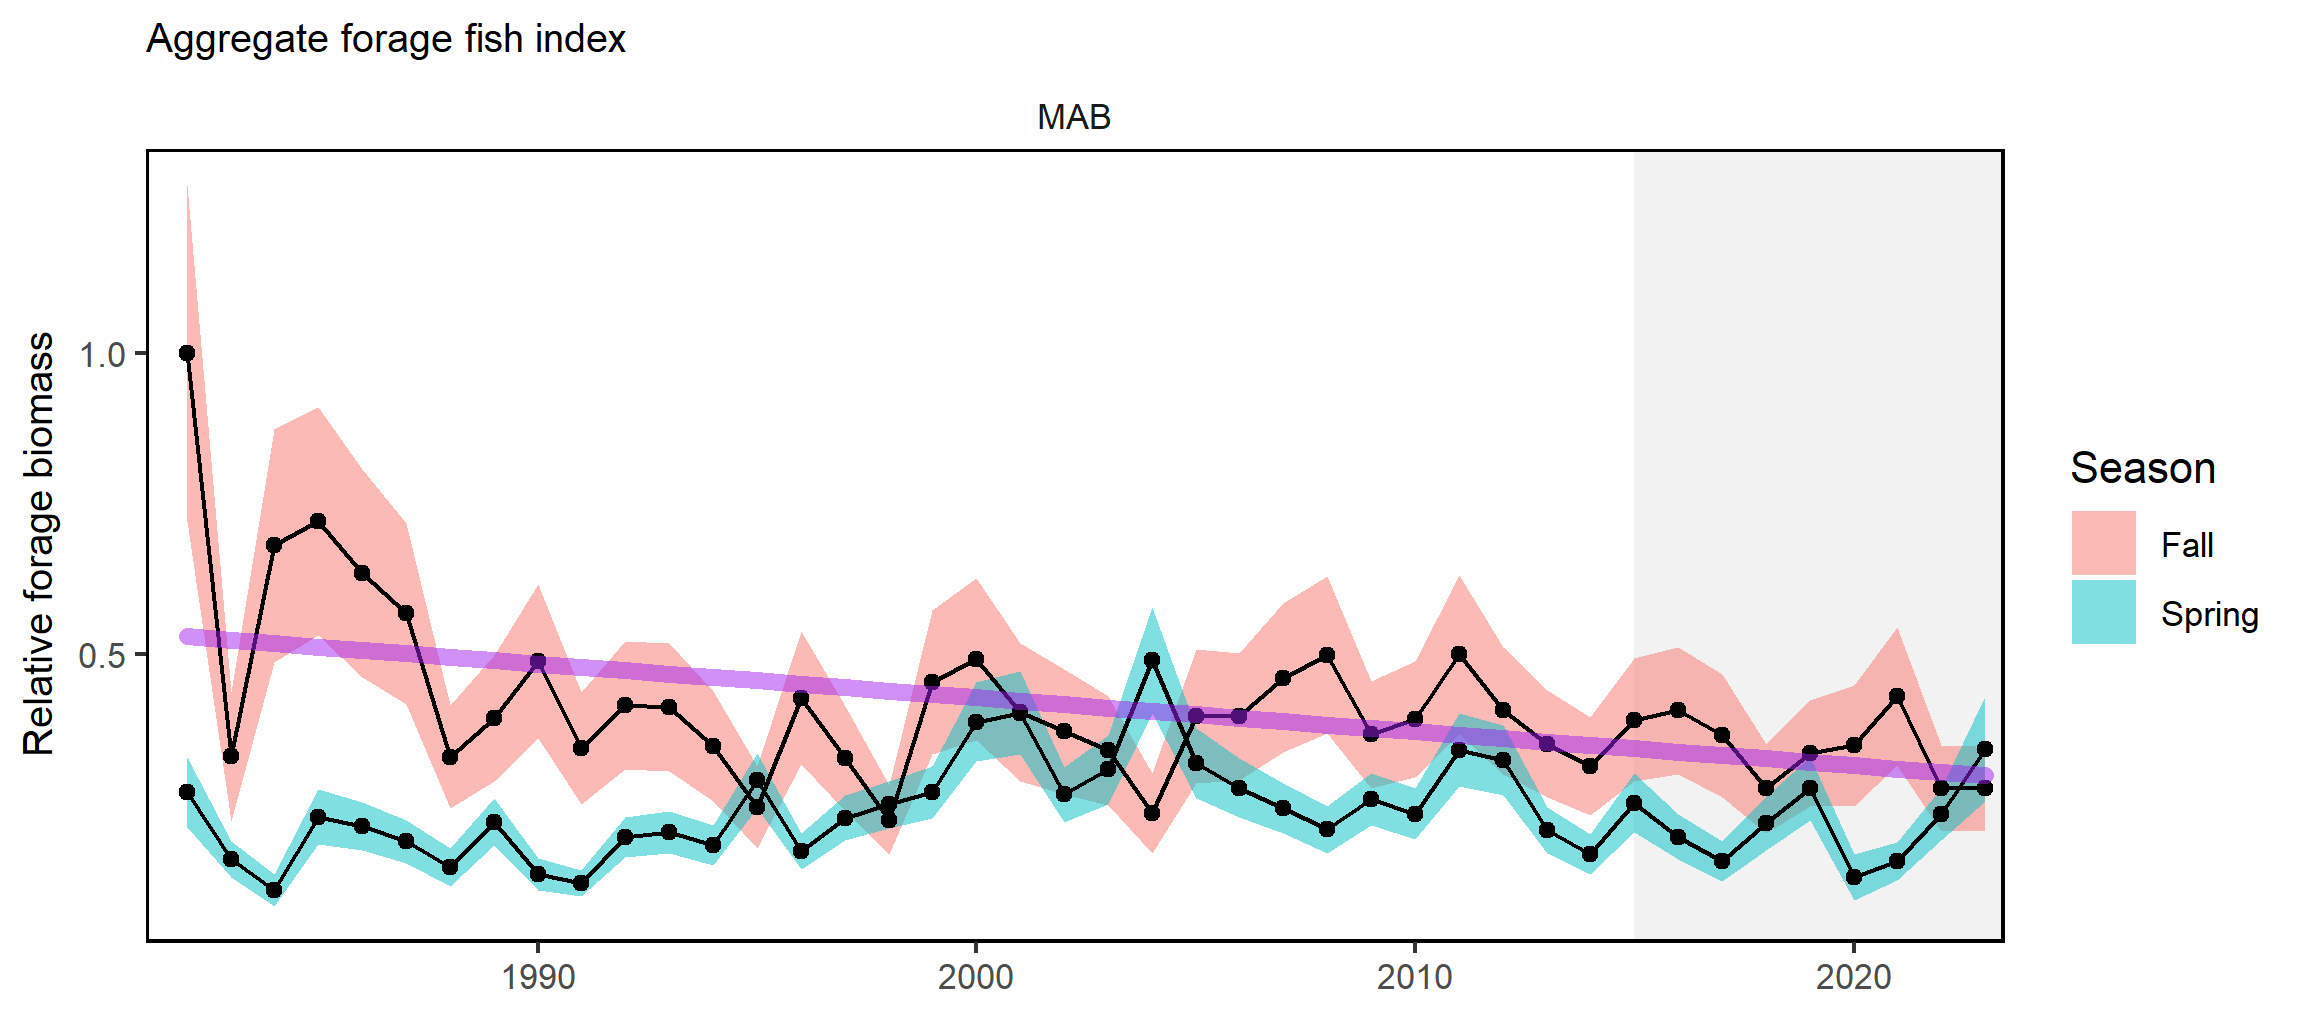 Aggregate forage fish index
MAB
Relative forage biomass
1.0
0.5
1990
2000
2010
2020
Season
Fall
Spring